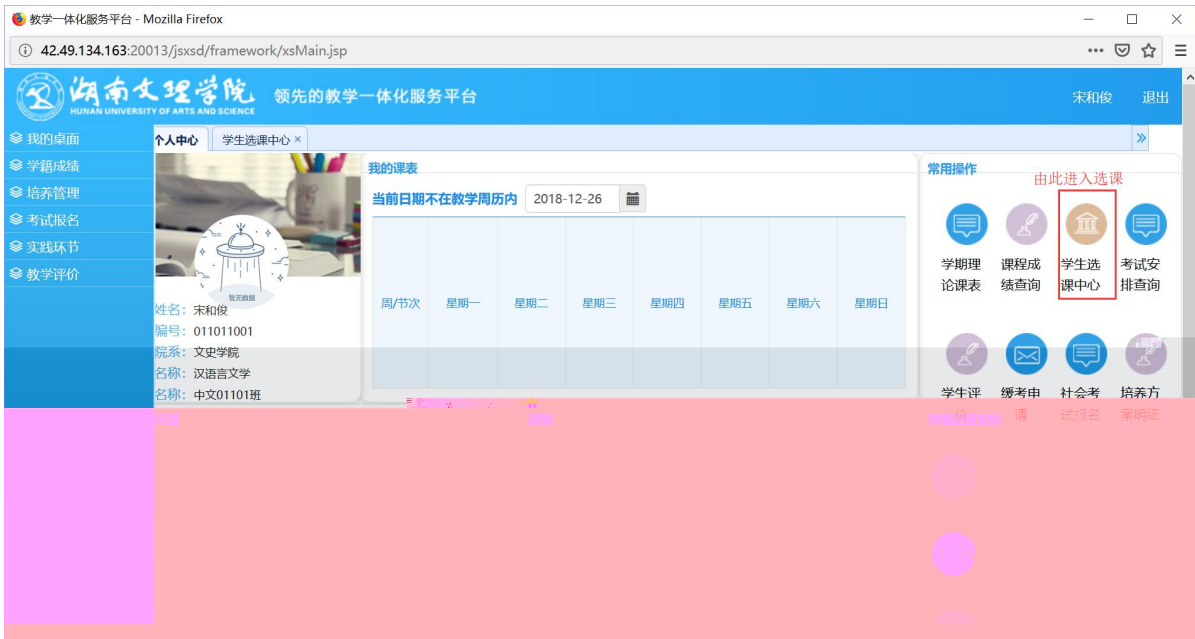 教学一体化服务平台 - Mozilla Firefox
42.49.134.163:20013/jsxsd/framework/xsMain.jsp
湖南文理学院
HUNAN UNIVERSITY OF ARTS AND SCIENCE
领先的教学一体化服务平台
宋和俊 退出
我的桌面
学籍成绩
培养管理
考试报名
实践环节
教学评价
个人中心 学生选课中心 ×
暂无数据
姓名：宋和俊
编号：011011001
院系：文史学院
名称：汉语言文学
名称：中文01101班
我的课表
当前日期不在教学周历内 2018-12-26
周/节次 星期一 星期二 星期三 星期四 星期五 星期六 星期日
常用操作
由此进入选课
学期理论课表
课程成绩查询
学生选课中心
考试安排查询
学生评价
缓考申请
社会考试报名
培养方案明细